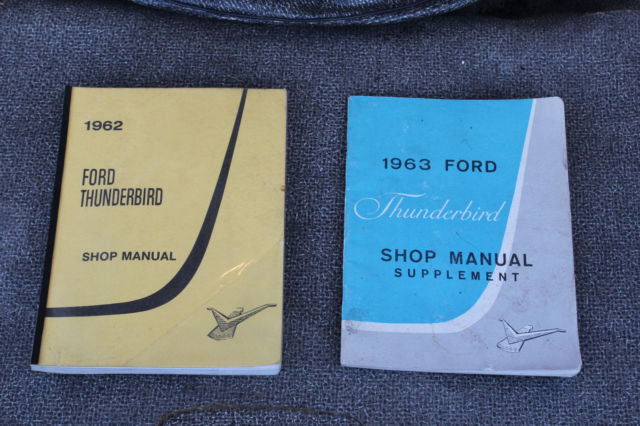 1962
FORD
THUNDERBIRD
SHOP MANUAL
1963 FORD
Thunderbird
SHOP MANUAL
SUPPLEMENT